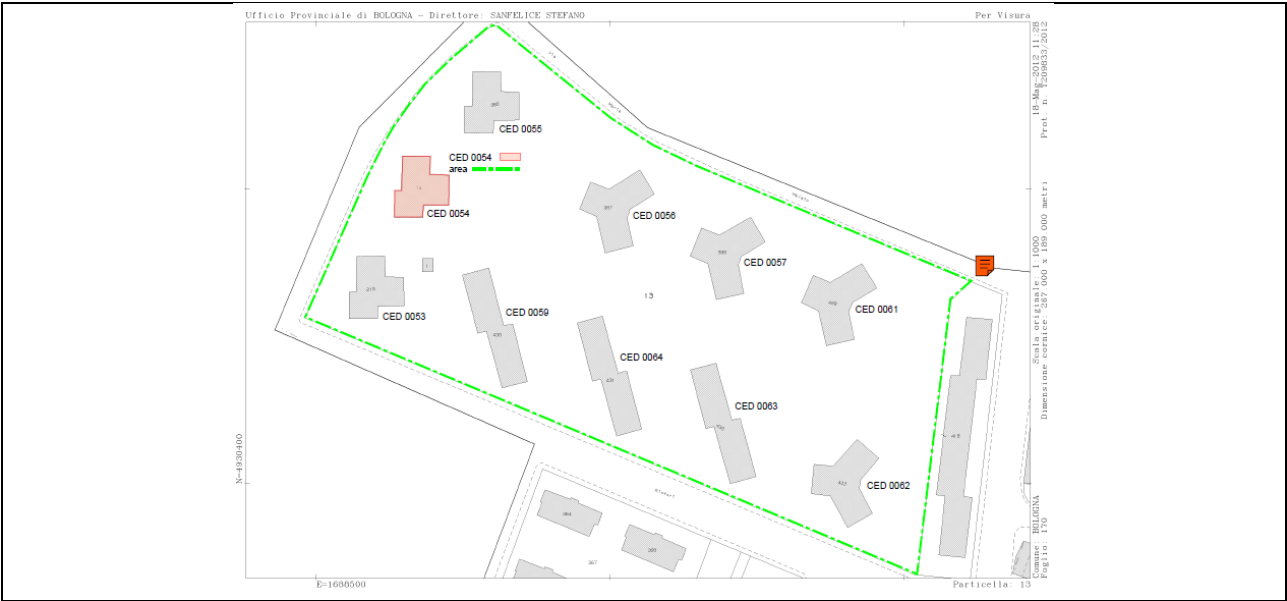 Ufficio Provinciale di BOLOGNA - Direttore: SANFELICE STEFANO
Per Visura
CED 0055
CED 0054
area
CED 0054
CED 0056
CED 0057
CED 0053
CED 0059
13
CED 0061
CED 0064
CED 0063
CED 0062
N=4930400
E=1688500
Particella: 13
18-Mag-2012 11:28
Prot. n. T209833/2012
Scala originale: 1:1000
Dimensione cornice: 267.000 x 189.000 metri
Comune: BOLOGNA
Foglio: 170